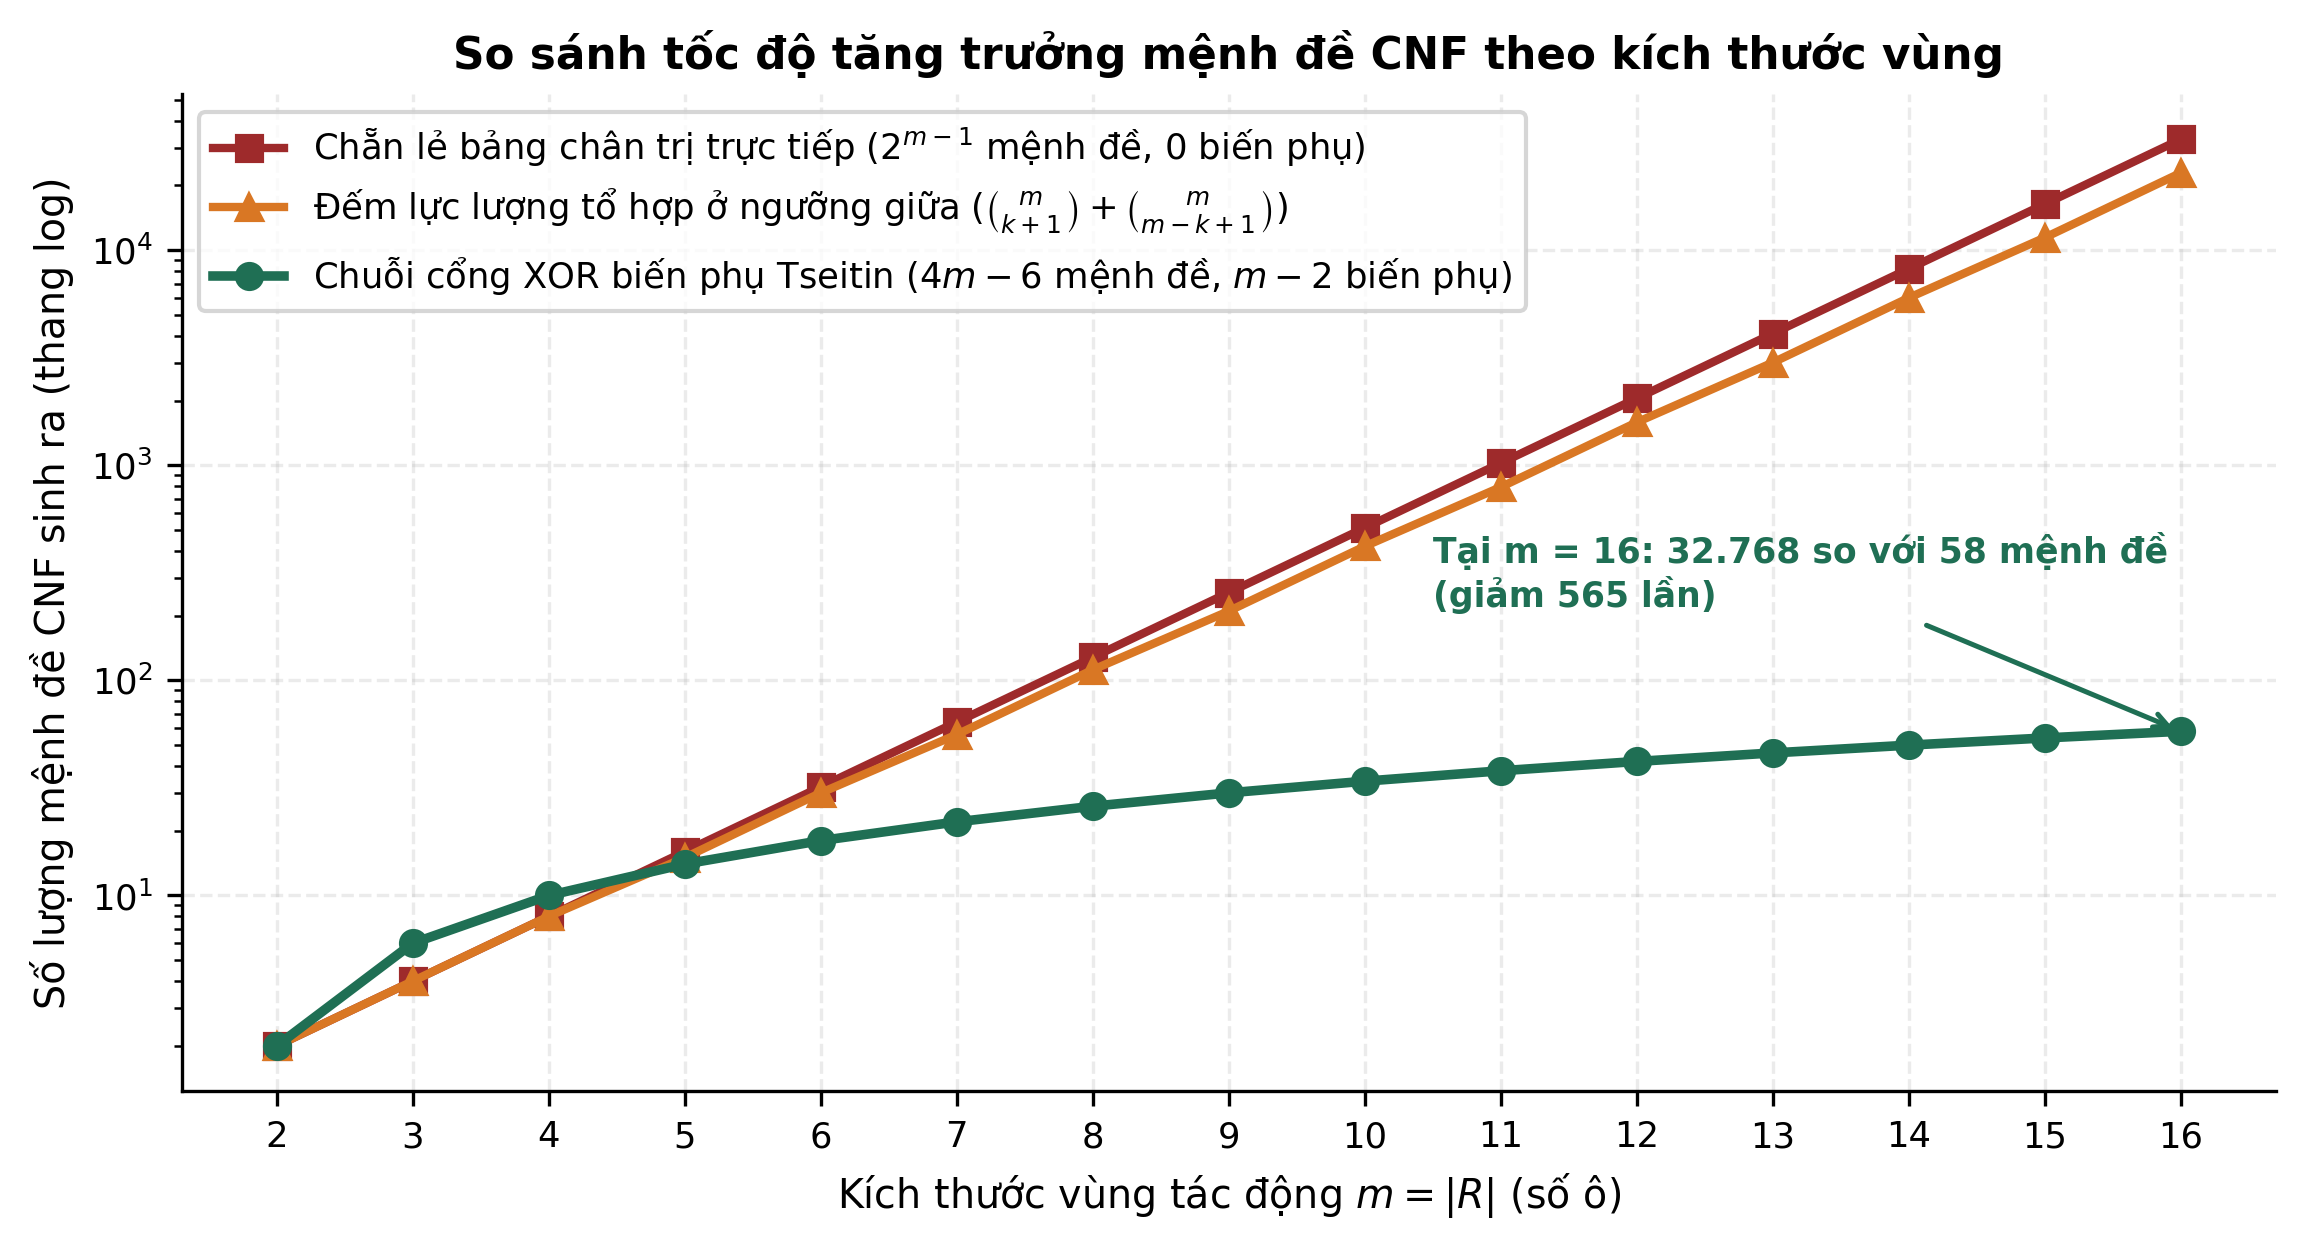 So sánh tốc độ tăng trưởng mệnh đề CNF theo kích thước vùng
Chẵn lẻ bảng chân trị trực tiếp (2^{m−1} mệnh đề, 0 biến phụ)
Đếm lực lượng tổ hợp ở ngưỡng giữa (\binom{m}{k+1} + \binom{m}{m−k+1})
Chuỗi cổng XOR biến phụ Tseitin (4m − 6 mệnh đề, m − 2 biến phụ)
Số lượng mệnh đề CNF sinh ra (thang log)
10^4
10^3
10^2
10^1
Tại m = 16: 32.768 so với 58 mệnh đề
(giảm 565 lần)
2 3 4 5 6 7 8 9 10 11 12 13 14 15 16
Kích thước vùng tác động m = |R| (số ô)